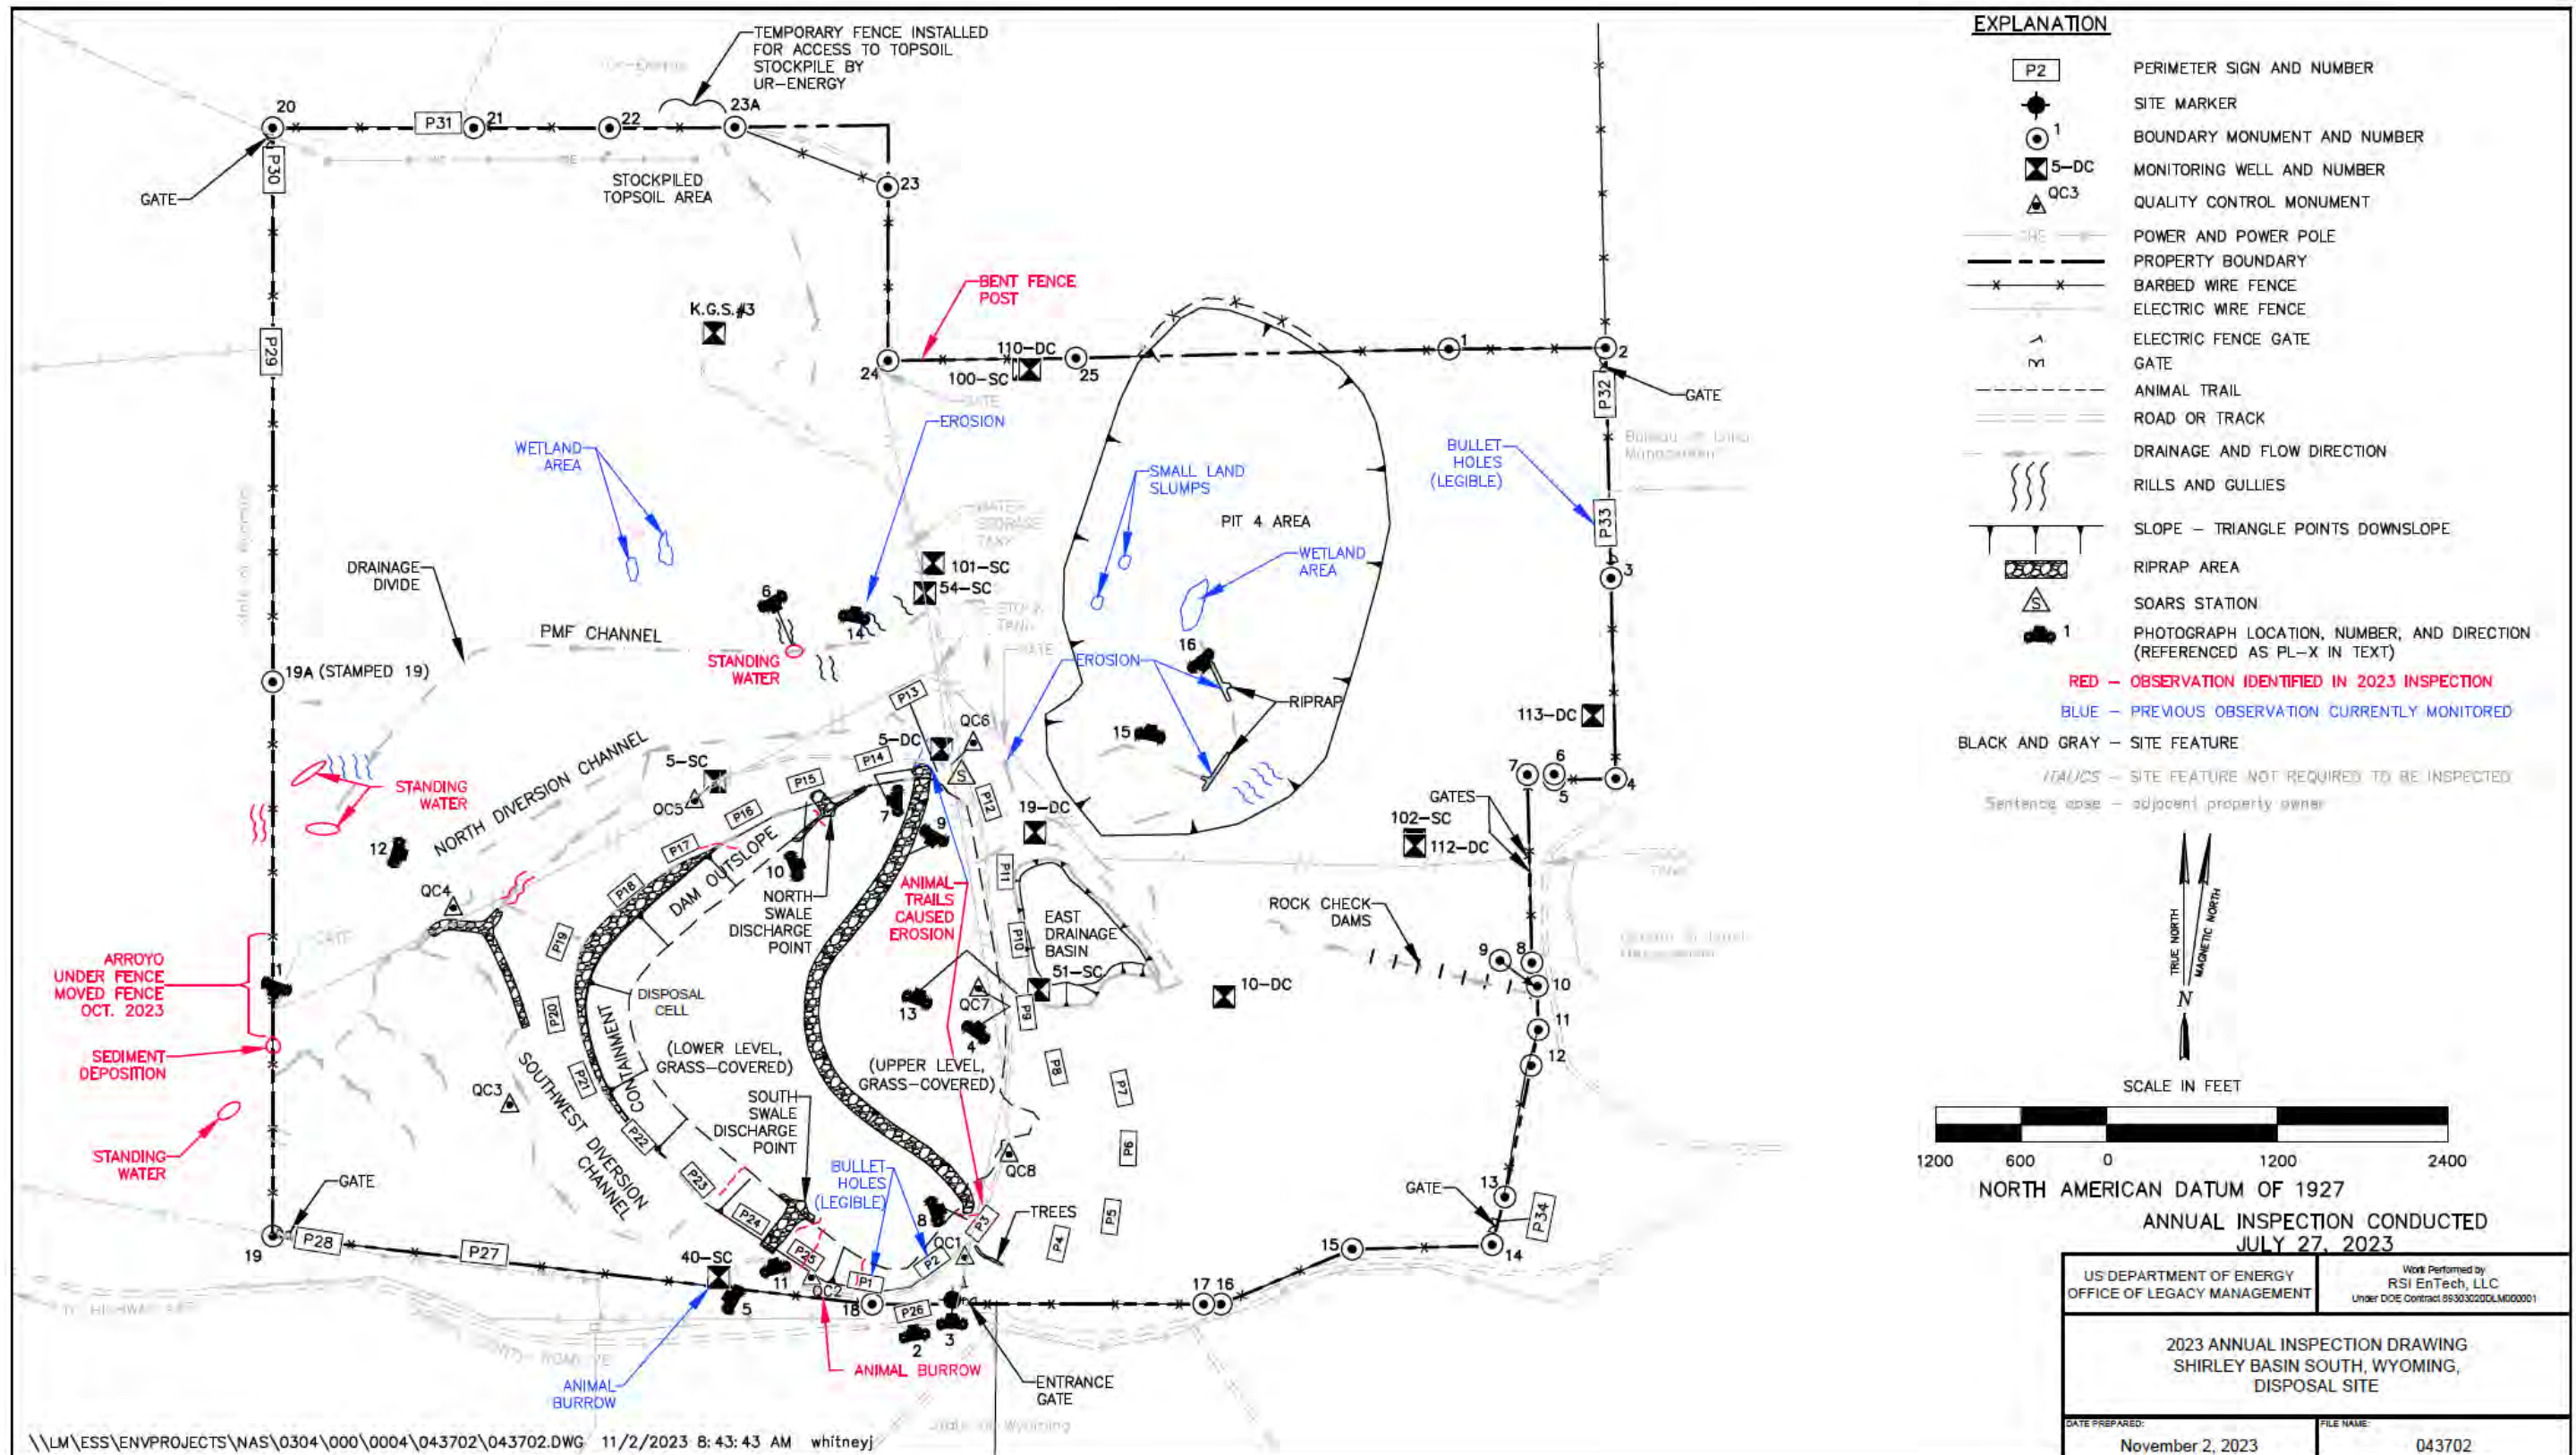 TEMPORARY FENCE INSTALLED
FOR ACCESS TO TOPSOIL
STOCKPILE BY
UR-ENERGY
20
P31
21
22
23A
P30
GATE
STOCKPILED
TOPSOIL AREA
23
BENT FENCE
POST
K.G.S.#3
P29
24
110-DC
100-SC
25
1
2
GATE
P32
GATE
EROSION
WETLAND
AREA
SMALL LAND
SLUMPS
BULLET
HOLES
(LEGIBLE)
PIT 4 AREA
P33
WATER
STORAGE
TANK
WETLAND
AREA
3
DRAINAGE
DIVIDE
101-SC
54-SC
6
14
PMF CHANNEL
STANDING
WATER
16
EROSION
RIPRAP
19A (STAMPED 19)
P13
QC6
5-DC
15
113-DC
NORTH DIVERSION CHANNEL
5-SC
QC5
P14
P15
P16
P17
P18
S
P12
7
6
5
4
STANDING
WATER
7
9
19-DC
GATES
102-SC
112-DC
12
10
DAM OUTSLOPE
NORTH
SWALE
DISCHARGE
POINT
ANIMAL
TRAILS
CAUSED
EROSION
P11
EAST
DRAINAGE
BASIN
P10
ROCK CHECK
DAMS
QC4
P19
ARROYO
UNDER FENCE
MOVED FENCE
OCT. 2023
1
P20
DISPOSAL
CELL
CONTAINMENT
13
QC7
51-SC
P9
4
10-DC
9
8
10
11
12
SEDIMENT
DEPOSITION
(LOWER LEVEL,
GRASS-COVERED)
(UPPER LEVEL,
GRASS-COVERED)
P8
P7
QC3
SOUTHWEST DIVERSION
CHANNEL
P21
P22
SOUTH
SWALE
DISCHARGE
POINT
P6
QC8
STANDING
WATER
GATE
P23
BULLET
HOLES
(LEGIBLE)
TREES
8
P3
P5
P4
GATE
13
P34
19
P28
P27
P24
P25
40-SC
11
QC2
P1
P2
QC1
15
14
5
18
P26
2
3
17
16
ANIMAL BURROW
ANIMAL
BURROW
ENTRANCE
GATE
State of Wyoming
\\LM\ESS\ENVPROJECTS\NAS\0304\000\0004\043702\043702.DWG 11/2/2023 8:43:43 AM whitneyj
EXPLANATION
P2 PERIMETER SIGN AND NUMBER
SITE MARKER
1 BOUNDARY MONUMENT AND NUMBER
5-DC MONITORING WELL AND NUMBER
QC3 QUALITY CONTROL MONUMENT
OHE POWER AND POWER POLE
PROPERTY BOUNDARY
BARBED WIRE FENCE
ELECTRIC WIRE FENCE
ELECTRIC FENCE GATE
GATE
ANIMAL TRAIL
ROAD OR TRACK
DRAINAGE AND FLOW DIRECTION
RILLS AND GULLIES
SLOPE - TRIANGLE POINTS DOWNSLOPE
RIPRAP AREA
S SOARS STATION
1 PHOTOGRAPH LOCATION, NUMBER, AND DIRECTION
(REFERENCED AS PL-X IN TEXT)
RED - OBSERVATION IDENTIFIED IN 2023 INSPECTION
BLUE - PREVIOUS OBSERVATION CURRENTLY MONITORED
BLACK AND GRAY - SITE FEATURE
ITALICS - SITE FEATURE NOT REQUIRED TO BE INSPECTED
Sentence case - adjacent property owner
TRUE NORTH
MAGNETIC NORTH
N
SCALE IN FEET
1200 600 0 1200 2400
NORTH AMERICAN DATUM OF 1927
ANNUAL INSPECTION CONDUCTED
JULY 27, 2023
US DEPARTMENT OF ENERGY
OFFICE OF LEGACY MANAGEMENT
Work Performed by
RSI EnTech, LLC
2023 ANNUAL INSPECTION DRAWING
SHIRLEY BASIN SOUTH, WYOMING,
DISPOSAL SITE
DATE PREPARED:
November 2, 2023
FILE NAME:
043702